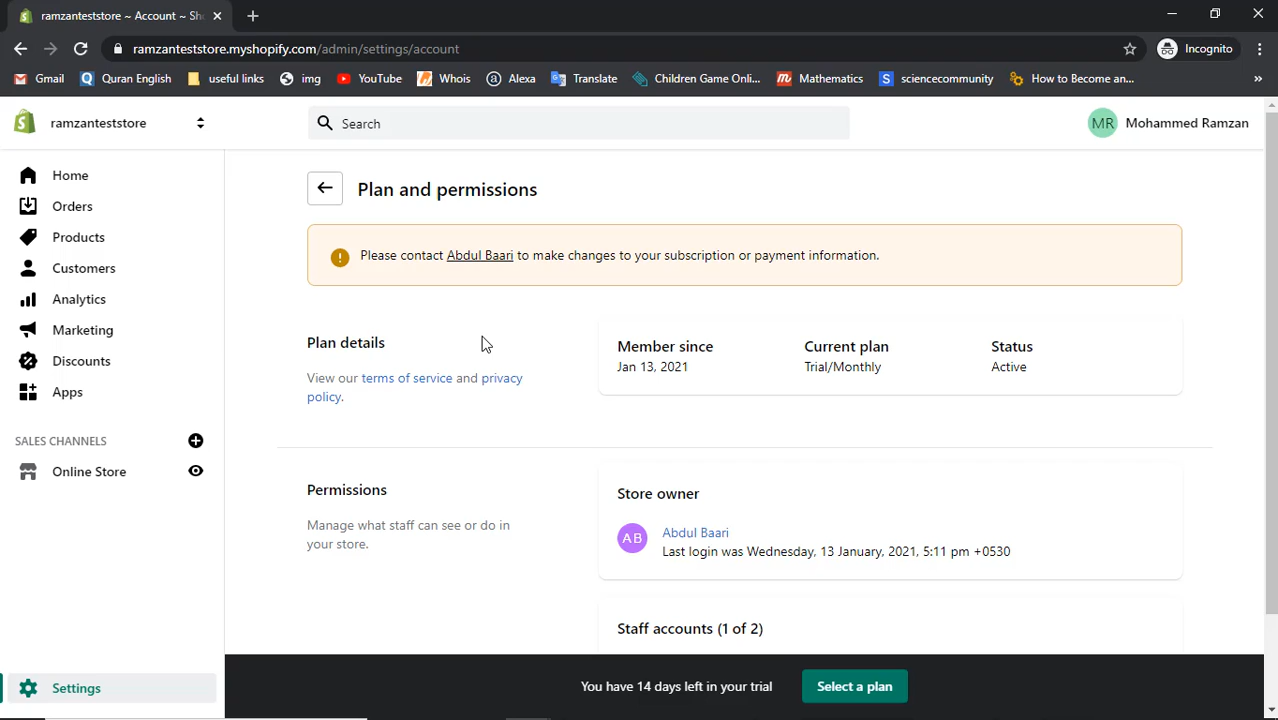 ramzanteststore ~ Account ~ Sho
ramzanteststore.myshopify.com/admin/settings/account
Incognito
Gmail
Quran English
useful links
img
YouTube
Whois
Alexa
Translate
Children Game Onli...
Mathematics
sciencecommunity
How to Become an...
»
ramzanteststore
Search
MR
Mohammed Ramzan
Home
Orders
Products
Customers
Analytics
Marketing
Discounts
Apps
SALES CHANNELS
Online Store
Settings
Plan and permissions
Please contact Abdul Baari to make changes to your subscription or payment information.
Plan details
View our terms of service and privacy
policy.
Member since
Jan 13, 2021
Current plan
Trial/Monthly
Status
Active
Permissions
Manage what staff can see or do in
your store.
Store owner
AB
Abdul Baari
Last login was Wednesday, 13 January, 2021, 5:11 pm +0530
Staff accounts (1 of 2)
You have 14 days left in your trial
Select a plan